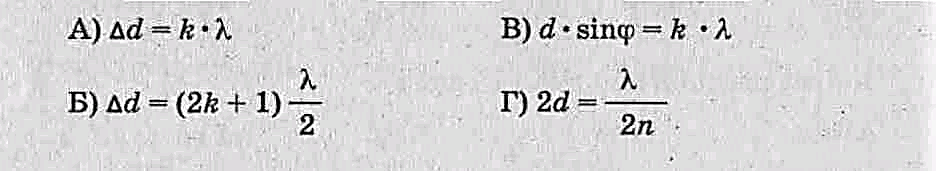 А) Δd = k · λ
В) d · sinφ = k · λ
Б) Δd = (2k + 1) λ/2
Г) 2d = λ/2n